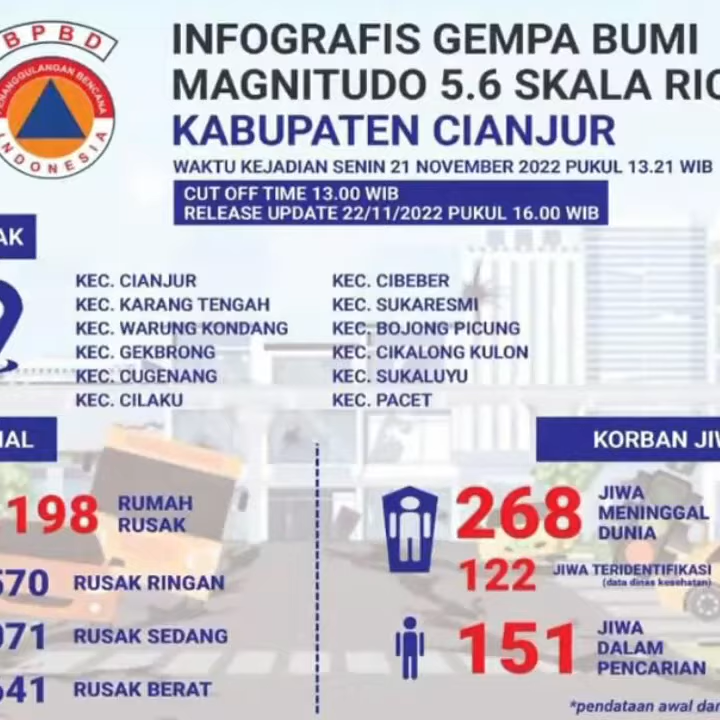 BPBD
PENANGGULANGAN BENCANA
INDONESIA
INFOGRAFIS GEMPA BUMI
MAGNITUDO 5.6 SKALA RIC
KABUPATEN CIANJUR
WAKTU KEJADIAN SENIN 21 NOVEMBER 2022 PUKUL 13.21 WIB
CUT OFF TIME 13.00 WIB
RELEASE UPDATE 22/11/2022 PUKUL 16.00 WIB
AK
KEC. CIANJUR
KEC. KARANG TENGAH
KEC. WARUNG KONDANG
KEC. GEKBRONG
KEC. CUGENANG
KEC. CILAKU
KEC. CIBEBER
KEC. SUKARESMI
KEC. BOJONG PICUNG
KEC. CIKALONG KULON
KEC. SUKALUYU
KEC. PACET
IAL
198 RUMAH
RUSAK
570 RUSAK RINGAN
071 RUSAK SEDANG
641 RUSAK BERAT
KORBAN JIW
268 JIWA
MENINGGAL
DUNIA
122 JIWA TERIDENTIFIKASI
(data dinas kesehatan)
151 JIWA
DALAM
PENCARIAN
*pendataan awal dar